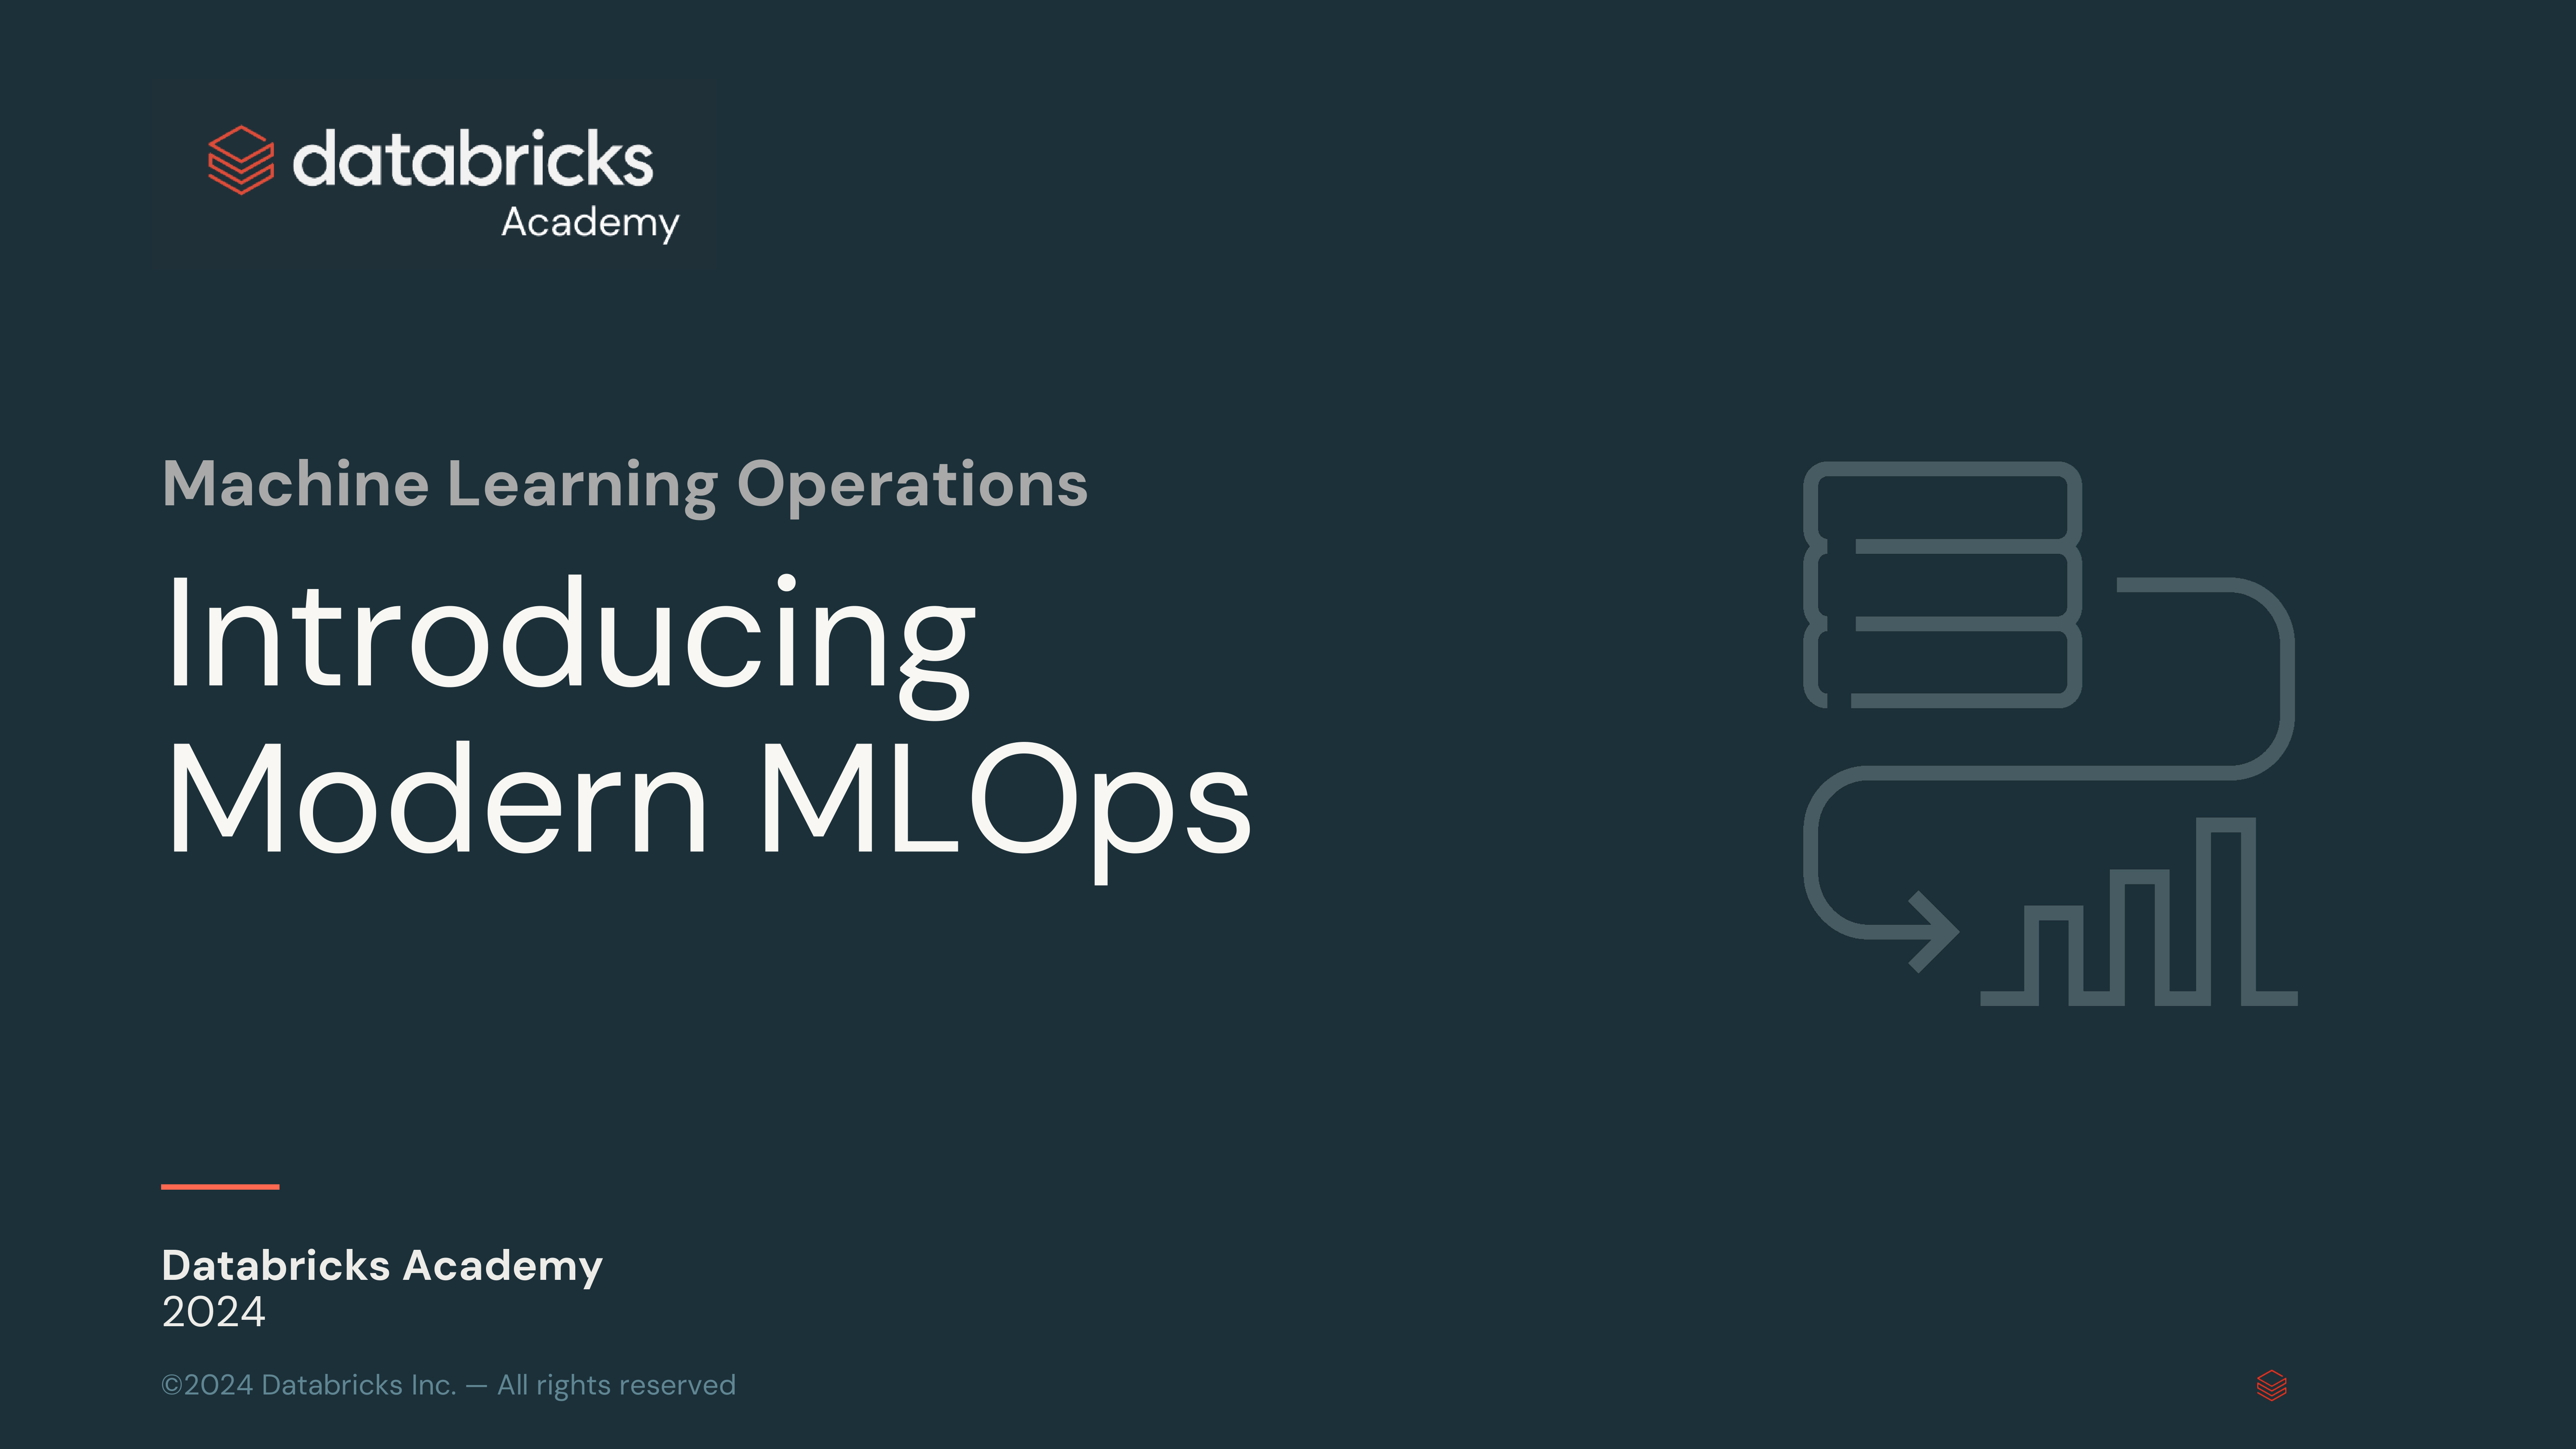 databricks
Academy
Machine Learning Operations
Introducing
Modern MLOps
Databricks Academy
2024
©2024 Databricks Inc. — All rights reserved